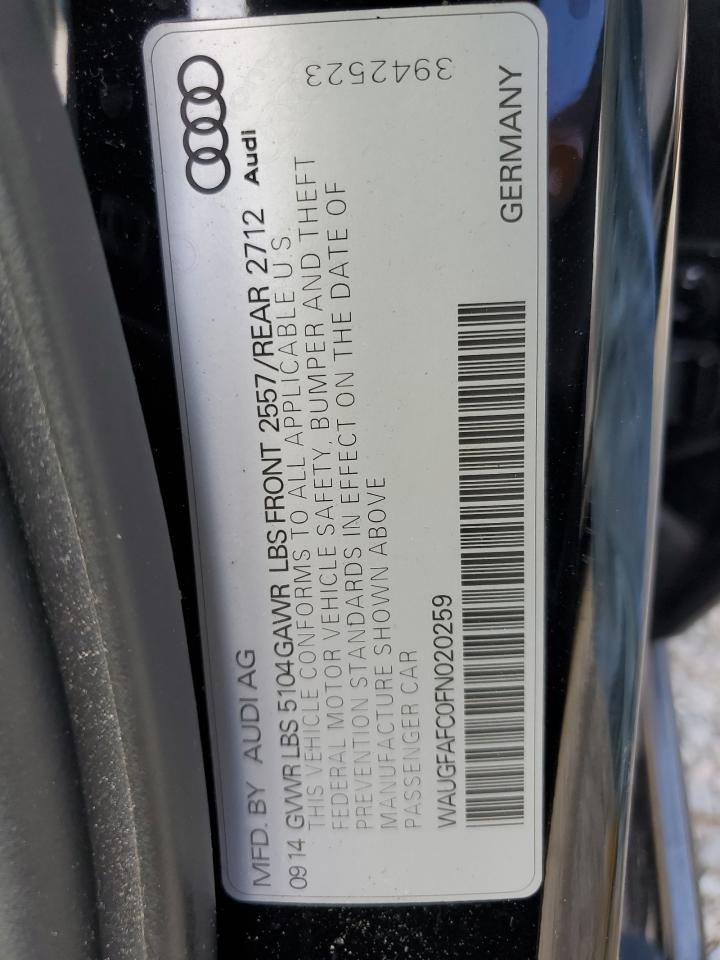 MFD. BY AUDI AG
Audi
09 14 GVWR LBS 5104 GAWR LBS FRONT 2557/REAR 2712
THIS VEHICLE CONFORMS TO ALL APPLICABLE U.S.
FEDERAL MOTOR VEHICLE SAFETY, BUMPER AND THEFT
PREVENTION STANDARDS IN EFFECT ON THE DATE OF
MANUFACTURE SHOWN ABOVE
PASSENGER CAR
3942523
WAUGFAFC0FN020259
GERMANY